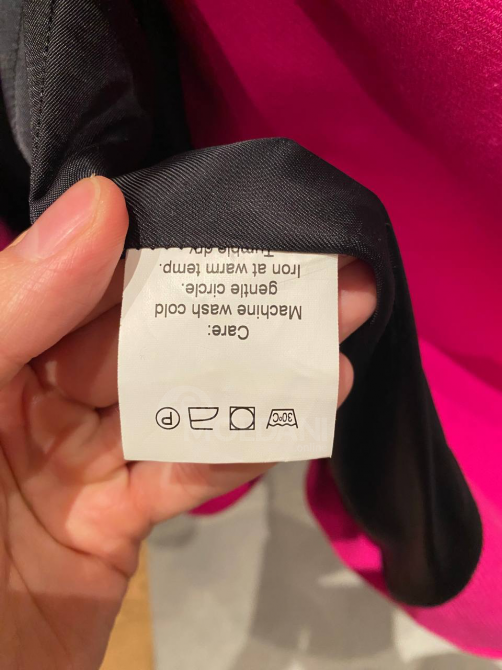 Care:
Machine wash cold
gentle circle.
Iron at warm temp.
Tumble dry
30°C
P